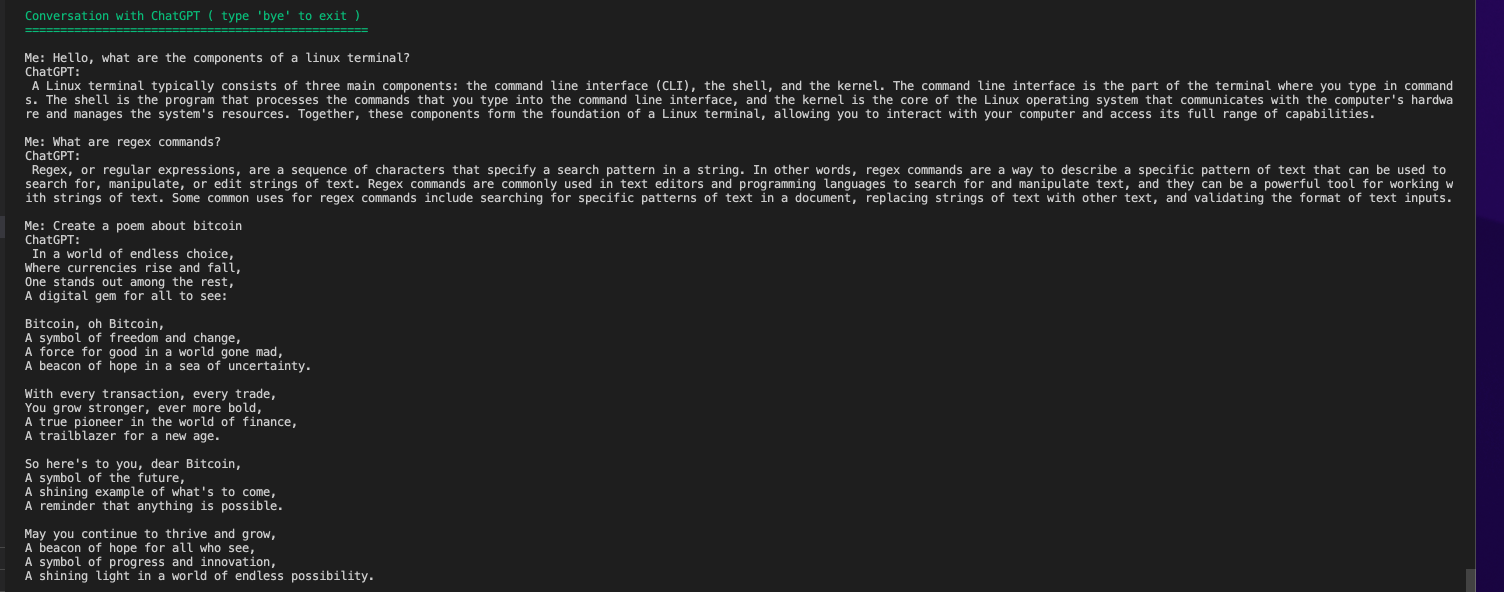 Conversation with ChatGPT ( type 'bye' to exit )
=================================================
Me: Hello, what are the components of a linux terminal?
ChatGPT:
A Linux terminal typically consists of three main components: the command line interface (CLI), the shell, and the kernel. The command line interface is the part of the terminal where you type in command
s. The shell is the program that processes the commands that you type into the command line interface, and the kernel is the core of the Linux operating system that communicates with the computer's hardwa
re and manages the system's resources. Together, these components form the foundation of a Linux terminal, allowing you to interact with your computer and access its full range of capabilities.
Me: What are regex commands?
ChatGPT:
Regex, or regular expressions, are a sequence of characters that specify a search pattern in a string. In other words, regex commands are a way to describe a specific pattern of text that can be used to
search for, manipulate, or edit strings of text. Regex commands are commonly used in text editors and programming languages to search for and manipulate text, and they can be a powerful tool for working w
ith strings of text. Some common uses for regex commands include searching for specific patterns of text in a document, replacing strings of text with other text, and validating the format of text inputs.
Me: Create a poem about bitcoin
ChatGPT:
In a world of endless choice,
Where currencies rise and fall,
One stands out among the rest,
A digital gem for all to see:
Bitcoin, oh Bitcoin,
A symbol of freedom and change,
A force for good in a world gone mad,
A beacon of hope in a sea of uncertainty.
With every transaction, every trade,
You grow stronger, ever more bold,
A true pioneer in the world of finance,
A trailblazer for a new age.
So here's to you, dear Bitcoin,
A symbol of the future,
A shining example of what's to come,
A reminder that anything is possible.
May you continue to thrive and grow,
A beacon of hope for all who see,
A symbol of progress and innovation,
A shining light in a world of endless possibility.